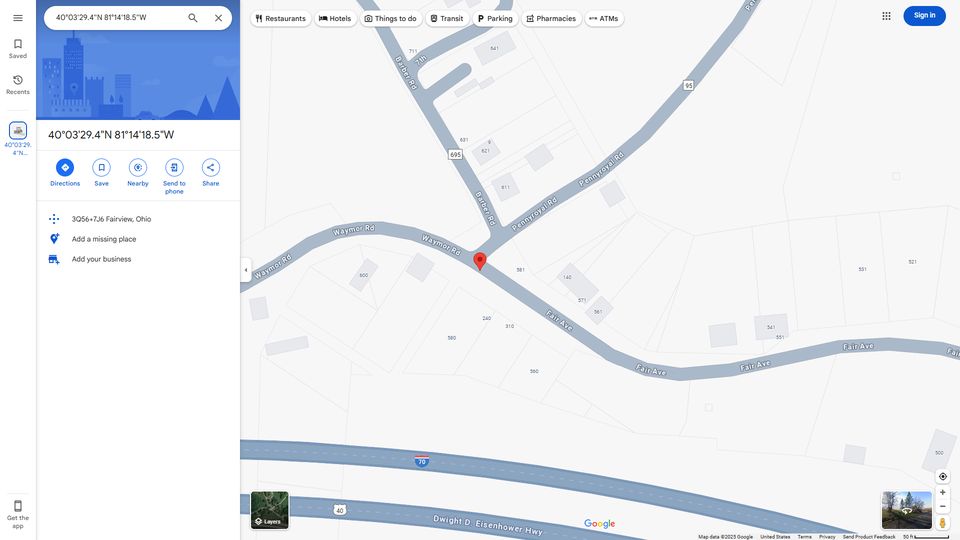 40°03'29.4"N 81°14'18.5"W
Restaurants
Hotels
Things to do
Transit
Parking
Pharmacies
ATMs
Sign in
Saved
Recents
40°03'29.
4"N...
40°03'29.4"N 81°14'18.5"W
Directions
Save
Nearby
Send to
phone
Share
3Q56+7J6 Fairview, Ohio
Add a missing place
Add your business
Get the
app
711
7th
641
Barber Rd
95
695
631
9
621
611
Barber Rd
Pennyroyal Rd
Pennyroyal Rd
Waymor Rd
Waymor Rd
Waymor Rd
600
581
140
571
561
531
521
240
310
580
560
Fair Ave
541
551
Fair Ave
Fair Ave
Fair Ave
500
70
40
Dwight D. Eisenhower Hwy
Layers
Google
Map data ©2025 Google
United States
Terms
Privacy
Send Product Feedback
50 ft